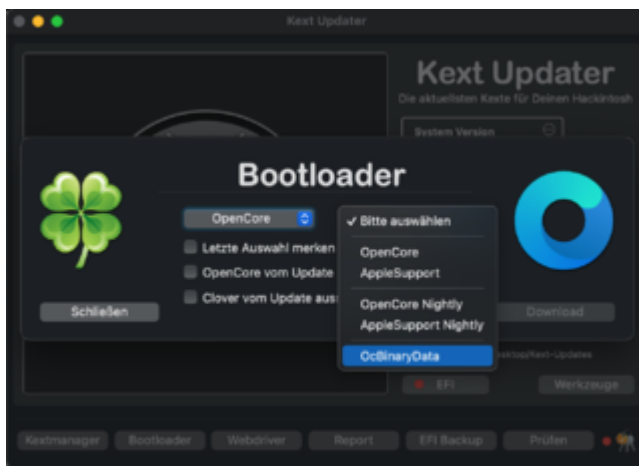 Kext Updater
Kext Updater
Die aktuellsten Kexte für Deinen Hackintosh
System Version
Bootloader
OpenCore
✓ Bitte auswählen
Letzte Auswahl merken
OpenCore
OpenCore vom Update
AppleSupport
Clover vom Update aus
OpenCore Nightly
Schließen
Download
AppleSupport Nightly
OcBinaryData
EFI
Werkzeuge
Kextmanager
Bootloader
Webdriver
Report
EFI Backup
Prüfen